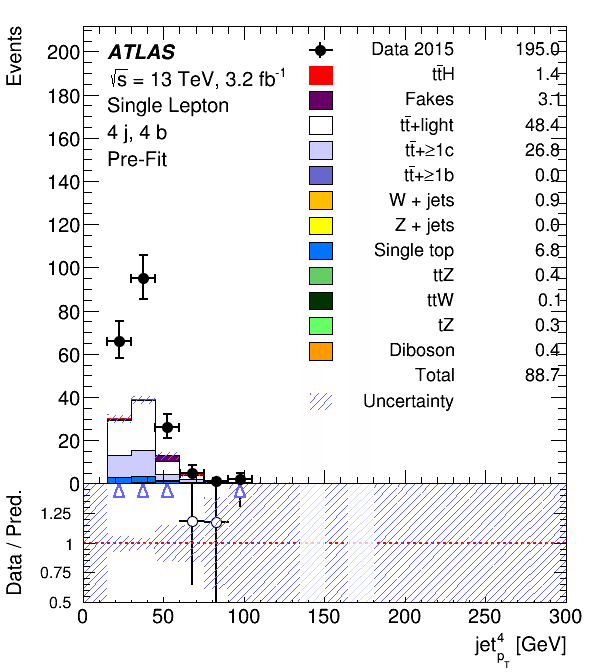 Events
ATLAS
√s = 13 TeV, 3.2 fb⁻¹
Single Lepton
4 j, 4 b
Pre-Fit
Data 2015 195.0
tt̄H 1.4
Fakes 3.1
tt̄+light 48.4
tt̄+≥1c 26.8
tt̄+≥1b 0.0
W + jets 0.9
Z + jets 0.0
Single top 6.8
ttZ 0.4
ttW 0.1
tZ 0.3
Diboson 0.4
Total 88.7
Uncertainty
200
180
160
140
120
100
80
60
40
20
0
Data / Pred.
1.25
1
0.75
0.5
0 50 100 150 200 250 300
jet⁴ p_T [GeV]